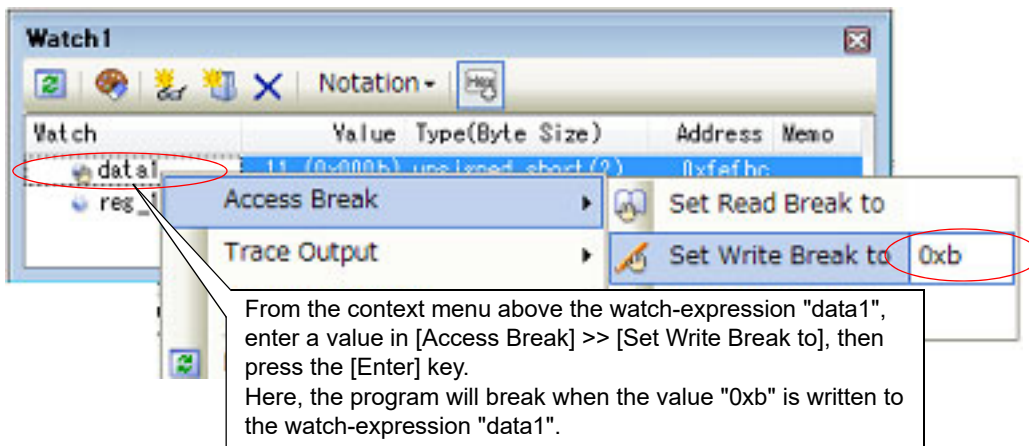 Watch1
Notation
Hex
Watch Value Type(Byte Size) Address Memo
data1 11 (0x000b) unsigned short(2) 0xfefbc
reg_
Access Break
Trace Output
Set Read Break to
Set Write Break to 0xb
From the context menu above the watch-expression "data1",
enter a value in [Access Break] >> [Set Write Break to], then
press the [Enter] key.
Here, the program will break when the value "0xb" is written to
the watch-expression "data1".